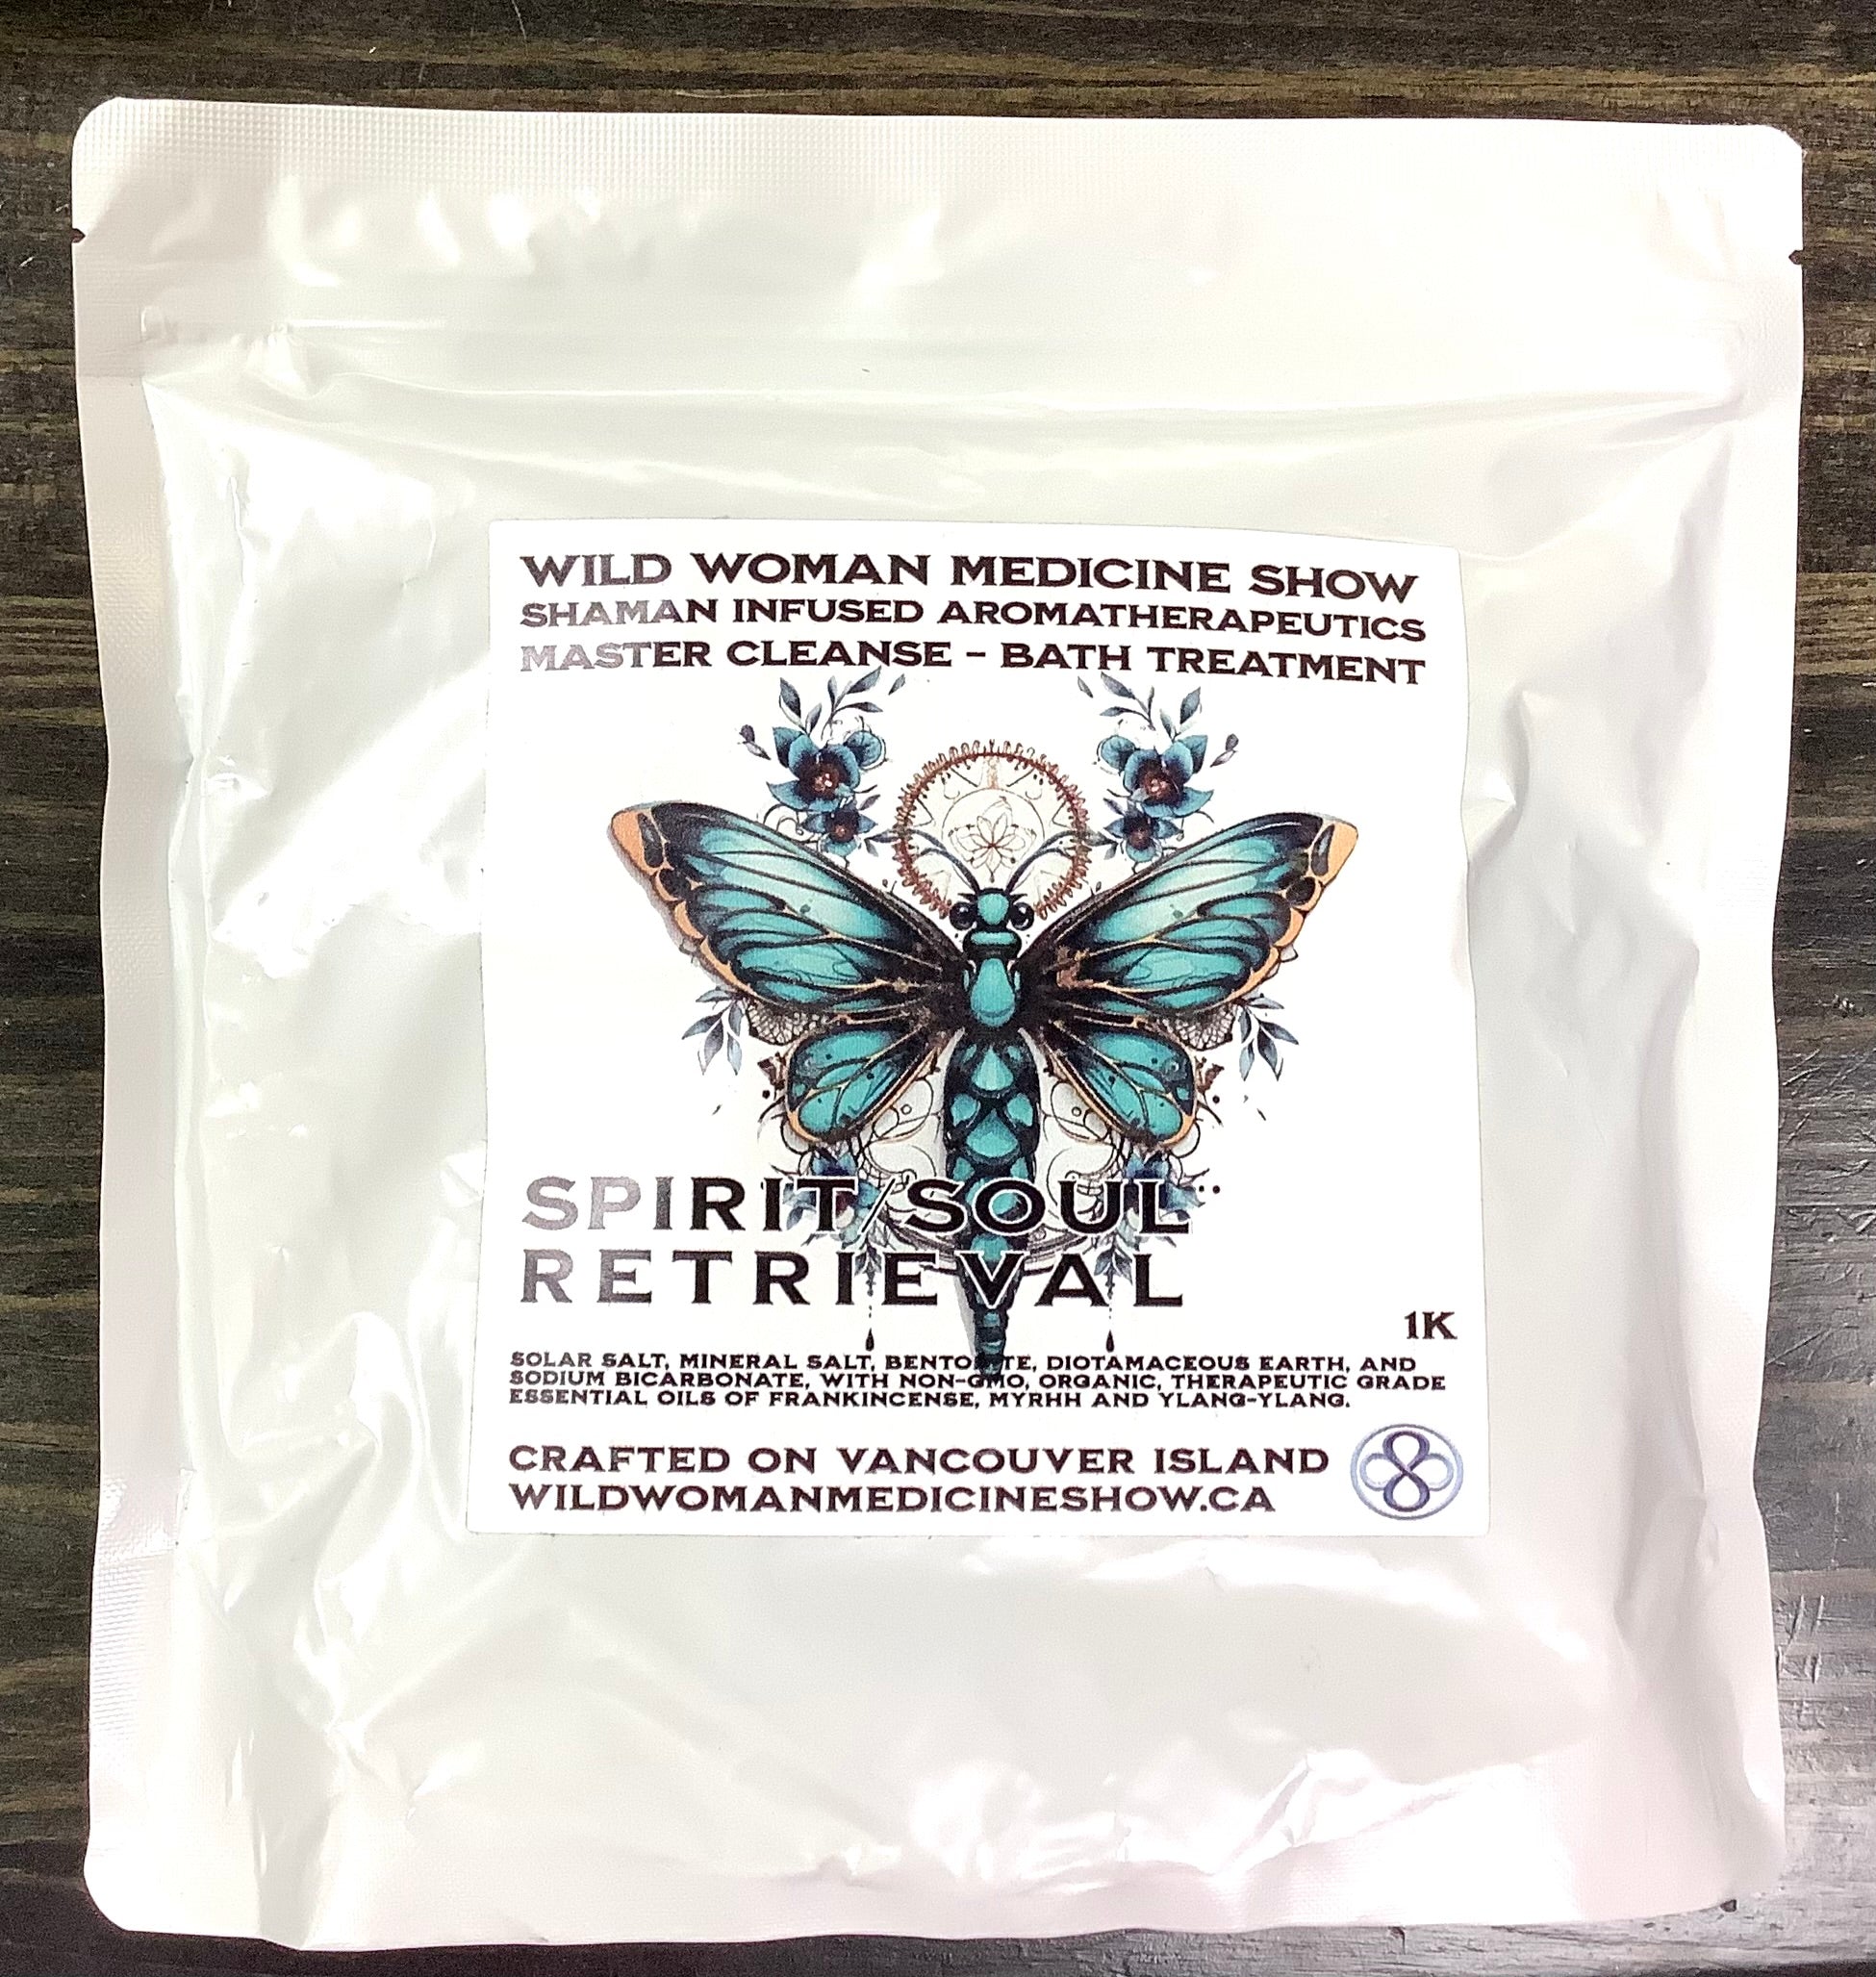 WILD WOMAN MEDICINE SHOW
SHAMAN INFUSED AROMATHERAPEUTICS
MASTER CLEANSE - BATH TREATMENT
SPIRIT/SOUL
RETRIEVAL
1K
SOLAR SALT, MINERAL SALT, BENTONITE, DIOTAMACEOUS EARTH, AND
SODIUM BICARBONATE, WITH NON-GMO, ORGANIC, THERAPEUTIC GRADE
ESSENTIAL OILS OF FRANKINCENSE, MYRHH AND YLANG-YLANG.
CRAFTED ON VANCOUVER ISLAND
WILDWOMANMEDICINESHOW.CA